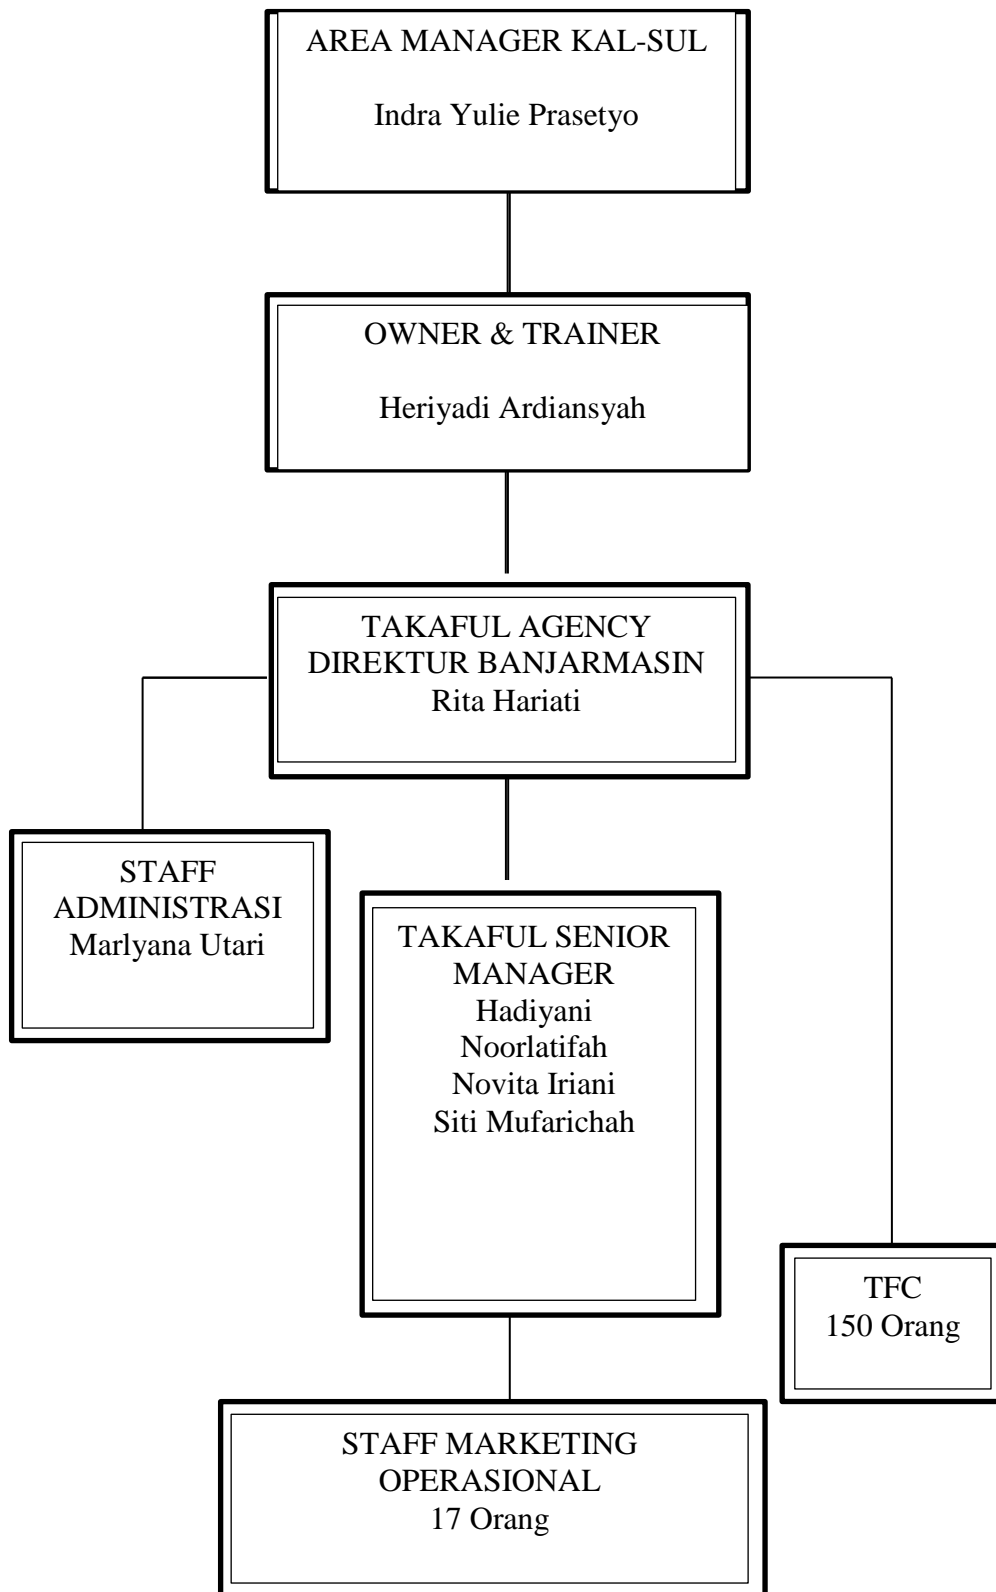 AREA MANAGER KAL-SUL
Indra Yulie Prasetyo
OWNER & TRAINER
Heriyadi Ardiansyah
TAKAFUL AGENCY
DIREKTUR BANJARMASIN
Rita Hariati
STAFF
ADMINISTRASI
Marlyana Utari
TAKAFUL SENIOR
MANAGER
Hadiyani
Noorlatifah
Novita Iriani
Siti Mufarichah
TFC
150 Orang
STAFF MARKETING
OPERASIONAL
17 Orang